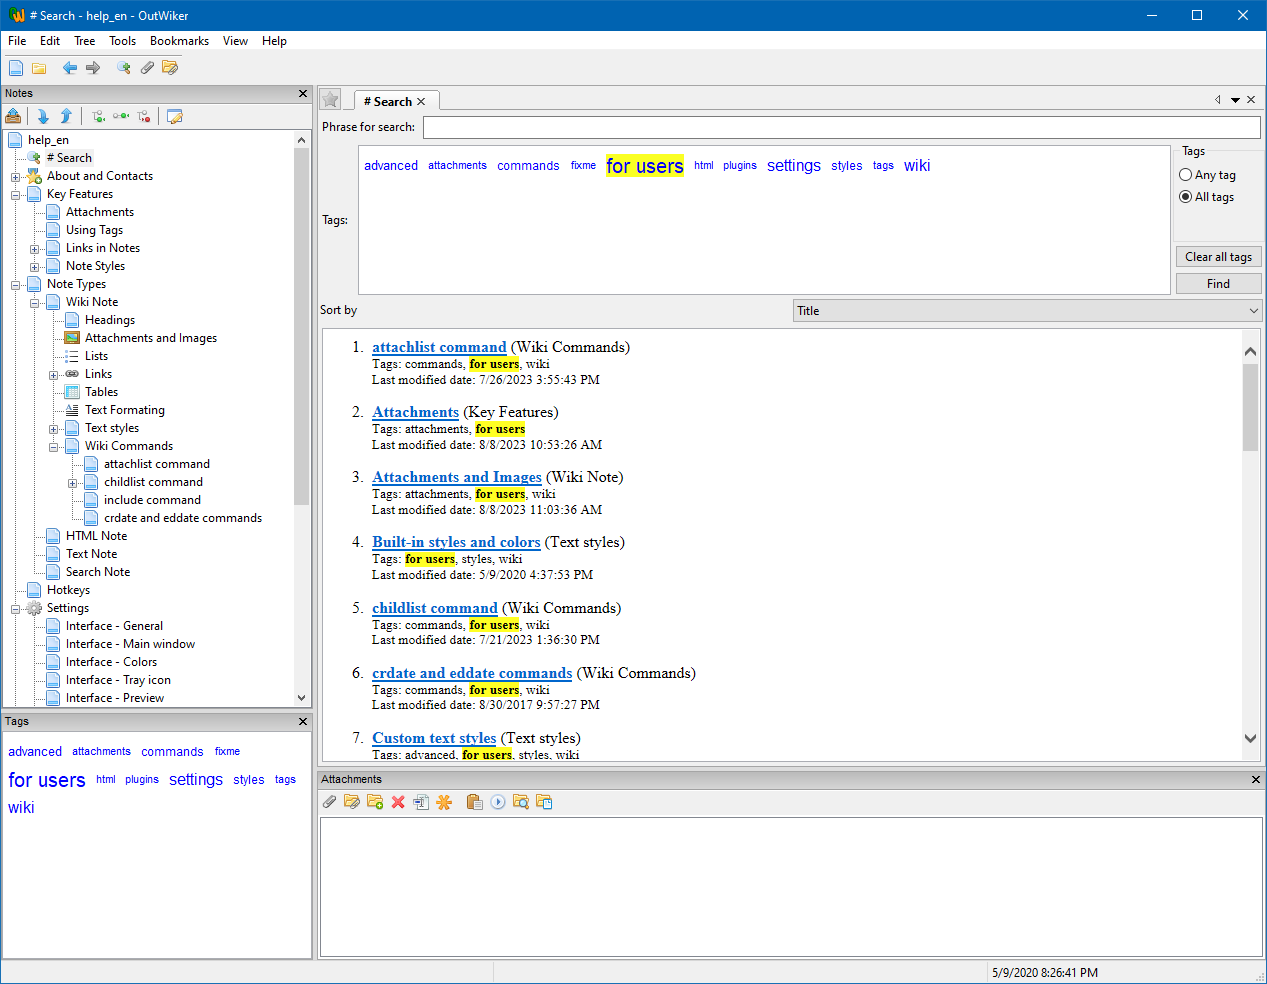 # Search - help_en - OutWiker
File Edit Tree Tools Bookmarks View Help
Notes
help_en
# Search
About and Contacts
Key Features
Attachments
Using Tags
Links in Notes
Note Styles
Note Types
Wiki Note
Headings
Attachments and Images
Lists
Links
Tables
Text Formating
Text styles
Wiki Commands
attachlist command
childlist command
include command
crdate and eddate commands
HTML Note
Text Note
Search Note
Hotkeys
Settings
Interface - General
Interface - Main window
Interface - Colors
Interface - Tray icon
Interface - Preview
Tags
advanced attachments commands fixme
for users html plugins settings styles tags
wiki
# Search
Phrase for search:
Tags:
advanced attachments commands fixme for users html plugins settings styles tags wiki
Tags
Any tag
All tags
Clear all tags
Find
Sort by
Title
1. attachlist command (Wiki Commands)
Tags: commands, for users, wiki
Last modified date: 7/26/2023 3:55:43 PM
2. Attachments (Key Features)
Tags: attachments, for users
Last modified date: 8/8/2023 10:53:26 AM
3. Attachments and Images (Wiki Note)
Tags: attachments, for users, wiki
Last modified date: 8/8/2023 11:03:36 AM
4. Built-in styles and colors (Text styles)
Tags: for users, styles, wiki
Last modified date: 5/9/2020 4:37:53 PM
5. childlist command (Wiki Commands)
Tags: commands, for users, wiki
Last modified date: 7/21/2023 1:36:30 PM
6. crdate and eddate commands (Wiki Commands)
Tags: commands, for users, wiki
Last modified date: 8/30/2017 9:57:27 PM
7. Custom text styles (Text styles)
Tags: advanced, for users, styles, wiki
Attachments
5/9/2020 8:26:41 PM